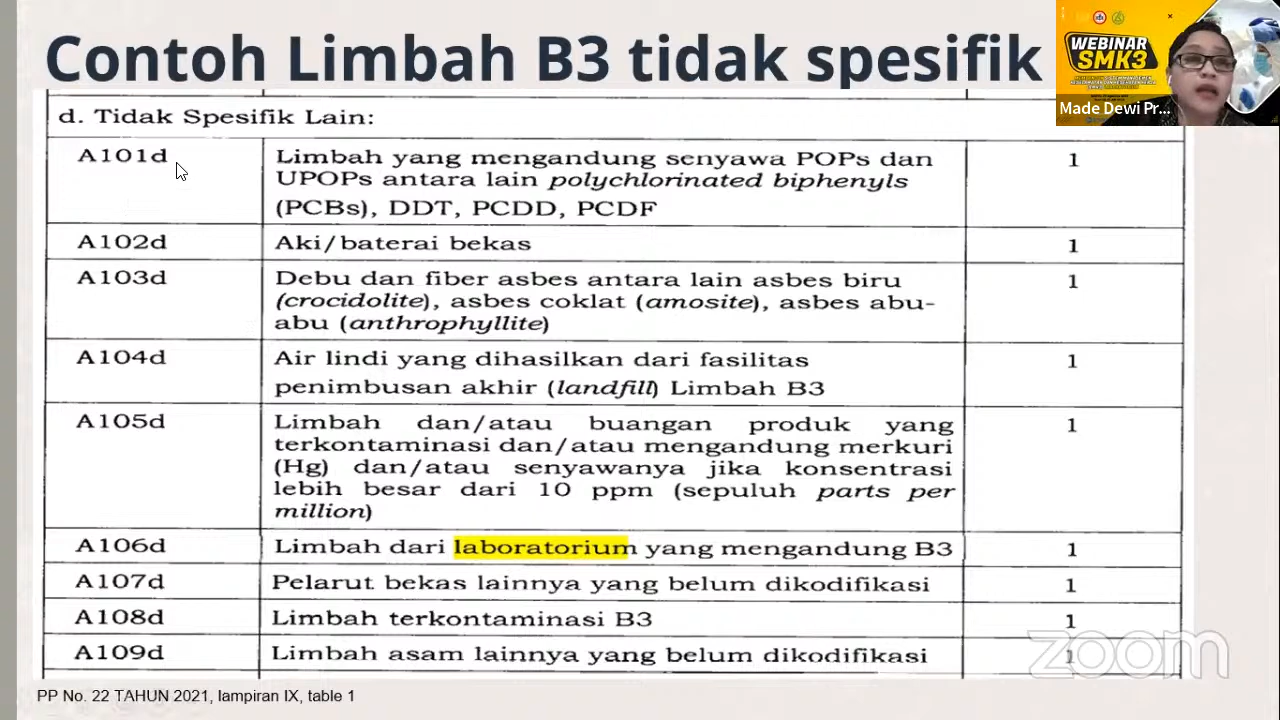 Contoh Limbah B3 tidak spesifik
WEBINAR
SMK3
Made Dewi Pr...
d. Tidak Spesifik Lain:
A101d
Limbah yang mengandung senyawa POPs dan
UPOPs antara lain polychlorinated biphenyls
(PCBs), DDT, PCDD, PCDF
1
A102d
Aki/baterai bekas
1
A103d
Debu dan fiber asbes antara lain asbes biru
(crocidolite), asbes coklat (amosite), asbes abu-
abu (anthrophyllite)
1
A104d
Air lindi yang dihasilkan dari fasilitas
penimbusan akhir (landfill) Limbah B3
1
A105d
Limbah dan/atau buangan produk yang
terkontaminasi dan/atau mengandung merkuri
(Hg) dan/atau senyawanya jika konsentrasi
lebih besar dari 10 ppm (sepuluh parts per
million)
1
A106d
Limbah dari laboratorium yang mengandung B3
1
A107d
Pelarut bekas lainnya yang belum dikodifikasi
1
A108d
Limbah terkontaminasi B3
1
A109d
Limbah asam lainnya yang belum dikodifikasi
1
zoom
PP No. 22 TAHUN 2021, lampiran IX, table 1